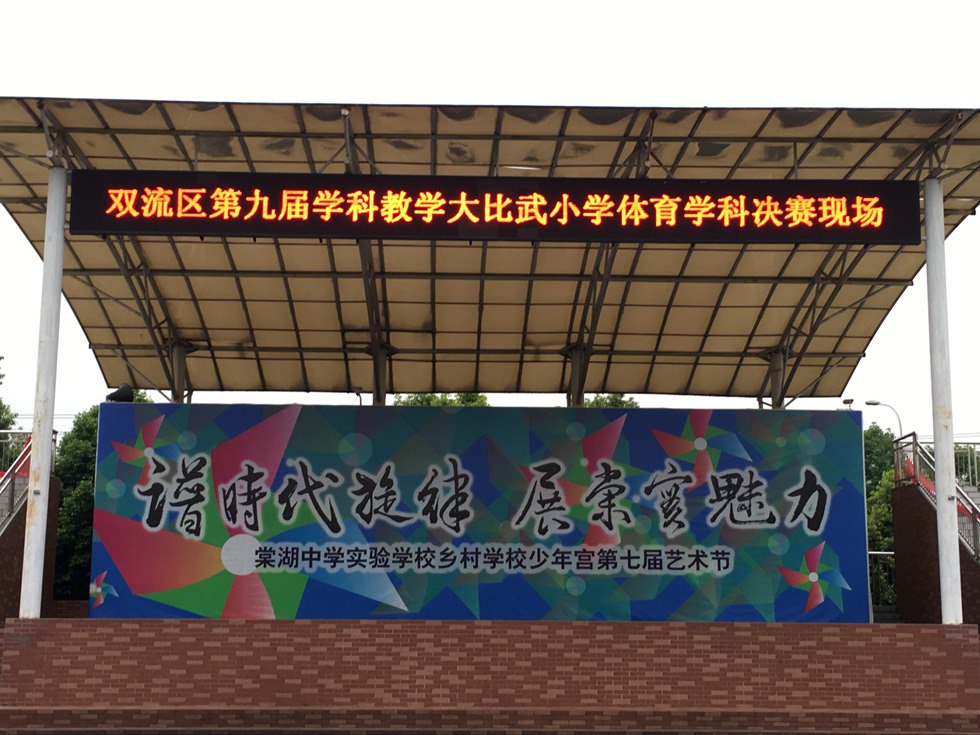 双流区第九届学科教学大比武小学体育学科决赛现场
谱時代旋律 展棠实魅力
棠湖中学实验学校乡村学校少年宫第七届艺术节